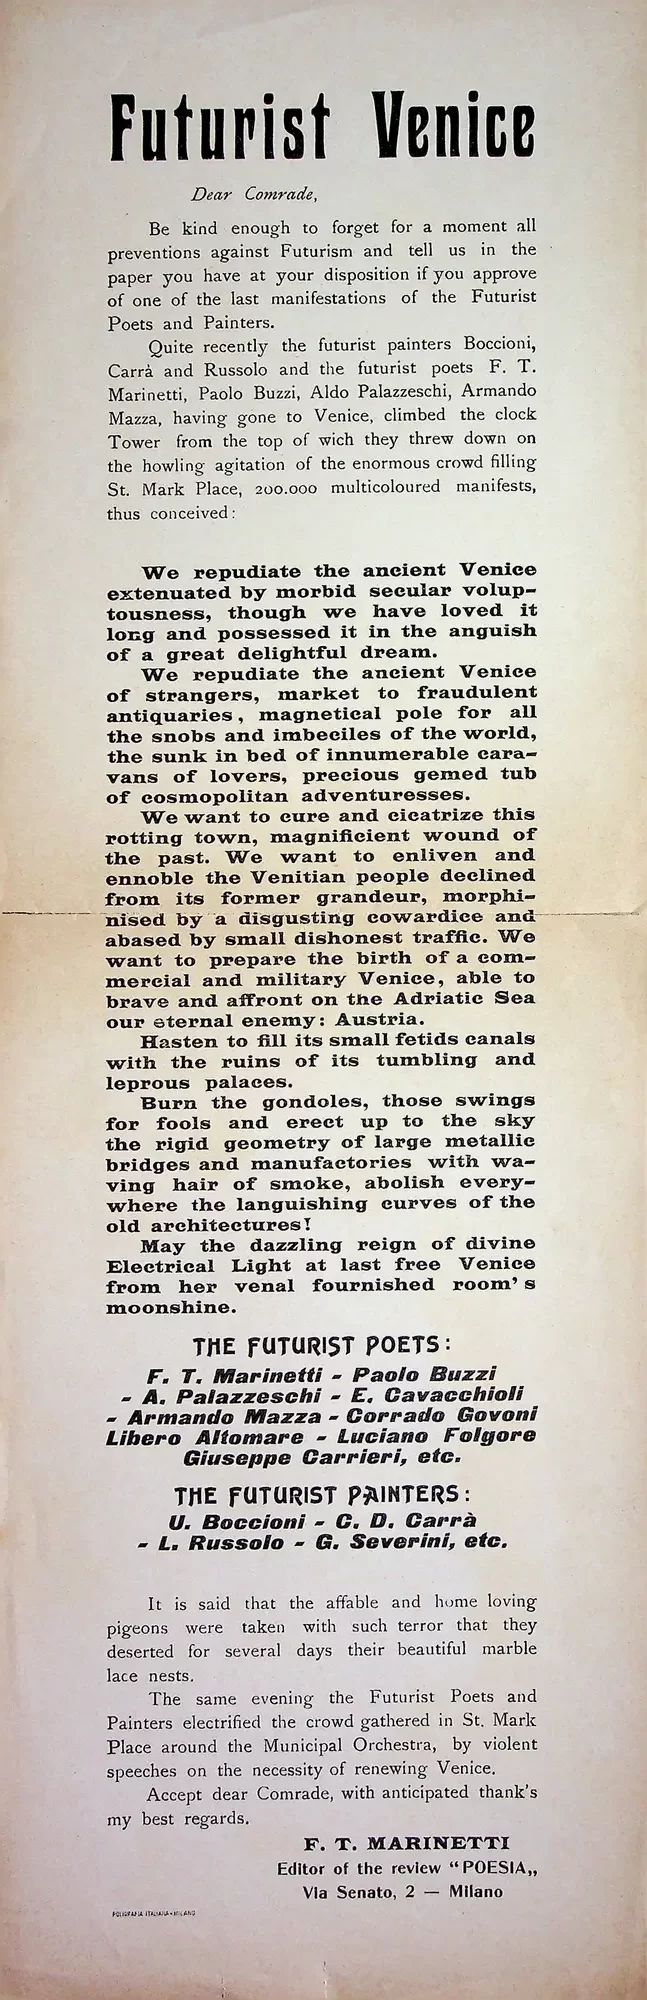 Futurist Venice
Dear Comrade,
Be kind enough to forget for a moment all
preventions against Futurism and tell us in the
paper you have at your disposition if you approve
of one of the last manifestations of the Futurist
Poets and Painters.
Quite recently the futurist painters Boccioni,
Carrà and Russolo and the futurist poets F. T.
Marinetti, Paolo Buzzi, Aldo Palazzeschi, Armando
Mazza, having gone to Venice, climbed the clock
Tower from the top of wich they threw down on
the howling agitation of the enormous crowd filling
St. Mark Place, 200.000 multicoloured manifests,
thus conceived:
We repudiate the ancient Venice
extenuated by morbid secular volup-
tousness, though we have loved it
long and possessed it in the anguish
of a great delightful dream.
We repudiate the ancient Venice
of strangers, market to fraudulent
antiquaries, magnetical pole for all
the snobs and imbeciles of the world,
the sunk in bed of innumerable cara-
vans of lovers, precious gemed tub
of cosmopolitan adventuresses.
We want to cure and cicatrize this
rotting town, magnificient wound of
the past. We want to enliven and
ennoble the Venitian people declined
from its former grandeur, morphi-
nised by a disgusting cowardice and
abased by small dishonest traffic. We
want to prepare the birth of a com-
mercial and military Venice, able to
brave and affront on the Adriatic Sea
our eternal enemy: Austria.
Hasten to fill its small fetids canals
with the ruins of its tumbling and
leprous palaces.
Burn the gondoles, those swings
for fools and erect up to the sky
the rigid geometry of large metallic
bridges and manufactories with wa-
ving hair of smoke, abolish every-
where the languishing curves of the
old architectures!
May the dazzling reign of divine
Electrical Light at last free Venice
from her venal fournished room's
moonshine.
THE FUTURIST POETS:
F. T. Marinetti - Paolo Buzzi
- A. Palazzeschi - E. Cavacchioli
- Armando Mazza - Corrado Govoni
Libero Altomare - Luciano Folgore
Giuseppe Carrieri, etc.
THE FUTURIST PAINTERS:
U. Boccioni - C. D. Carrà
- L. Russolo - G. Severini, etc.
It is said that the affable and home loving
pigeons were taken with such terror that they
deserted for several days their beautiful marble
lace nests.
The same evening the Futurist Poets and
Painters electrified the crowd gathered in St. Mark
Place around the Municipal Orchestra, by violent
speeches on the necessity of renewing Venice.
Accept dear Comrade, with anticipated thank's
my best regards.
F. T. MARINETTI
Editor of the review “POESIA„
Via Senato, 2 — Milano
POLIGRAFIA ITALIANA - MILANO